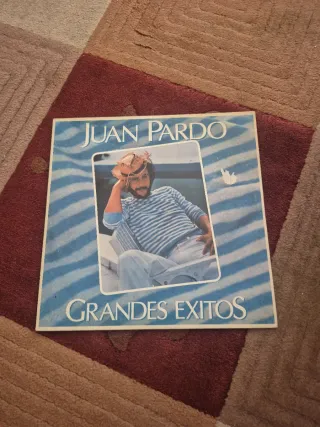 JUAN PARDO
GRANDES EXITOS